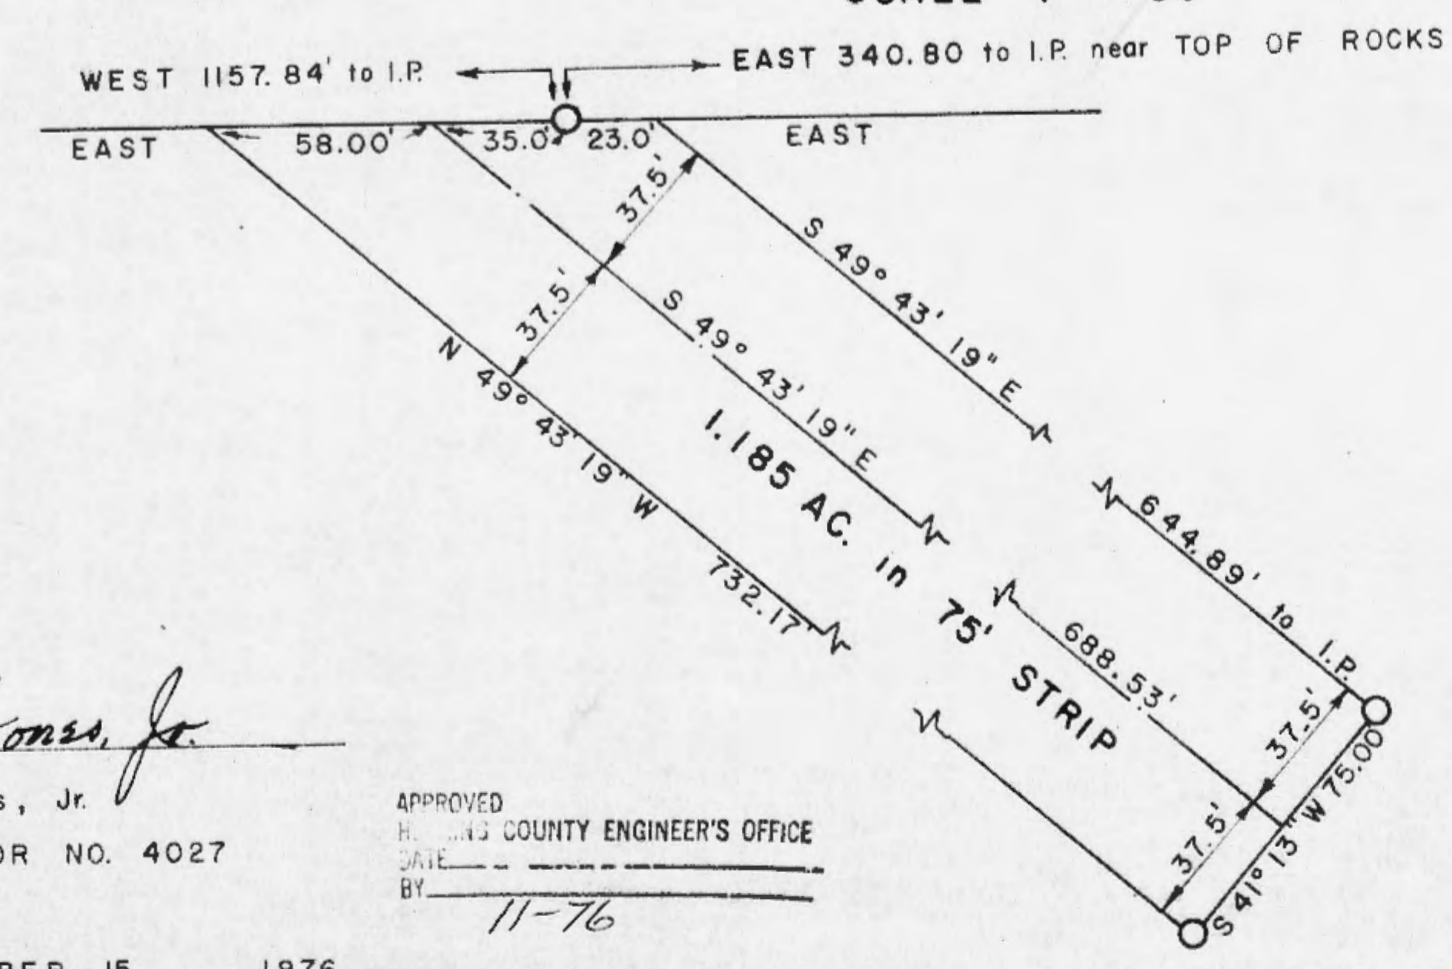 WEST 1157.84' to I.P.
EAST 340.80 to I.P. near TOP OF ROCKS
EAST
58.00'
35.0'
23.0'
EAST
37.5'
37.5'
S 49° 43' 19" E
S 49° 43' 19" E
N 49° 43' 19" W
732.17'
1.185 AC. in 75' STRIP
644.89' to I.P.
688.53'
37.5'
37.5'
S 41° 13" W 75.00'
Jones, Jr.
Jr.
NO. 4027
APPROVED
COUNTY ENGINEER'S OFFICE
DATE
BY
11-76
15 1976